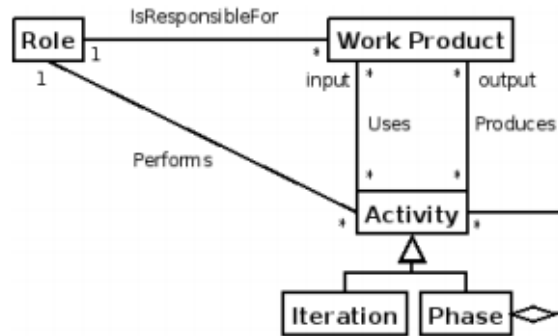 IsResponsibleFor
Role
1
*
Work Product
1
input
*
*
output
Uses
Produces
Performs
*
*
*
Activity
*
Iteration
Phase